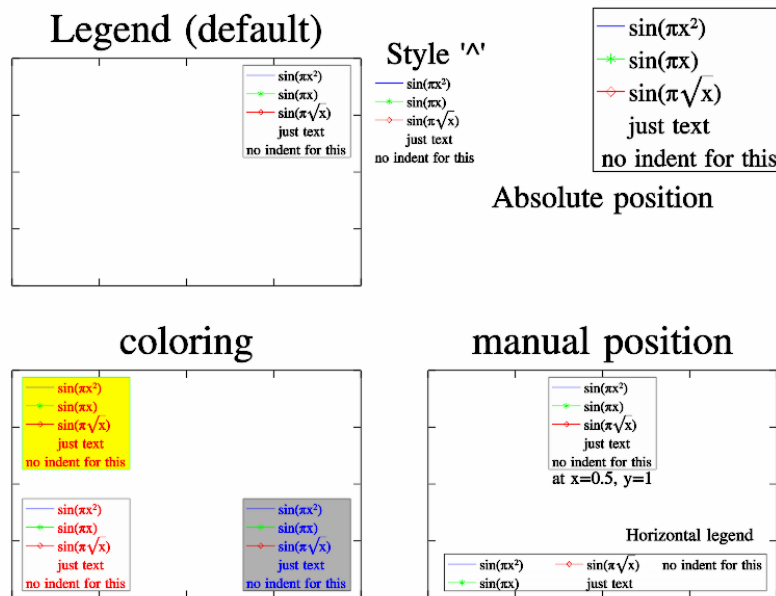 Legend (default)
sin(πx²)
sin(πx)
sin(π√x)
just text
no indent for this
Style '^'
sin(πx²)
sin(πx)
sin(π√x)
just text
no indent for this
sin(πx²)
sin(πx)
sin(π√x)
just text
no indent for this
Absolute position
coloring
sin(πx²)
sin(πx)
sin(π√x)
just text
no indent for this
sin(πx²)
sin(πx)
sin(π√x)
just text
no indent for this
sin(πx²)
sin(πx)
sin(π√x)
just text
no indent for this
manual position
sin(πx²)
sin(πx)
sin(π√x)
just text
no indent for this
at x=0.5, y=1
Horizontal legend
sin(πx²) sin(π√x) no indent for this
sin(πx) just text